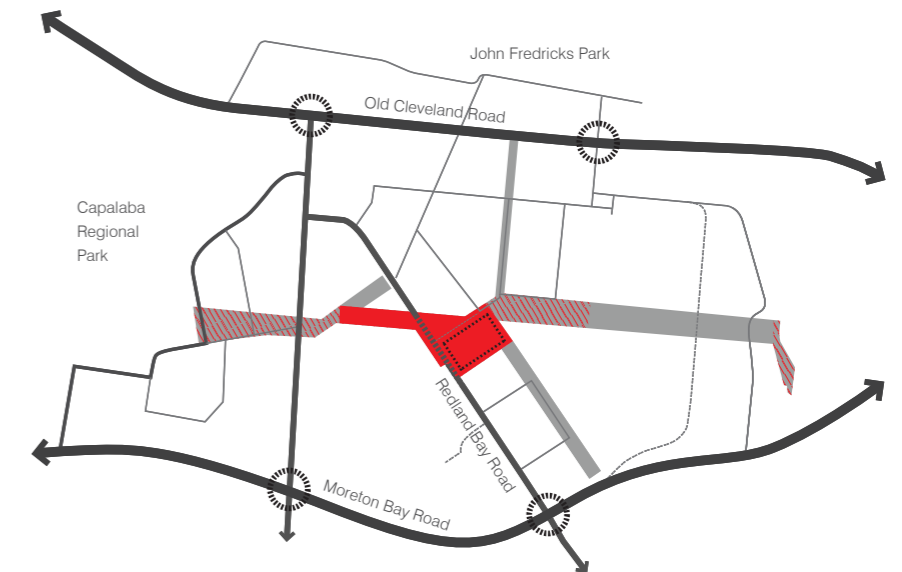 John Fredricks Park
Old Cleveland Road
Capalaba
Regional
Park
Redland Bay Road
Moreton Bay Road